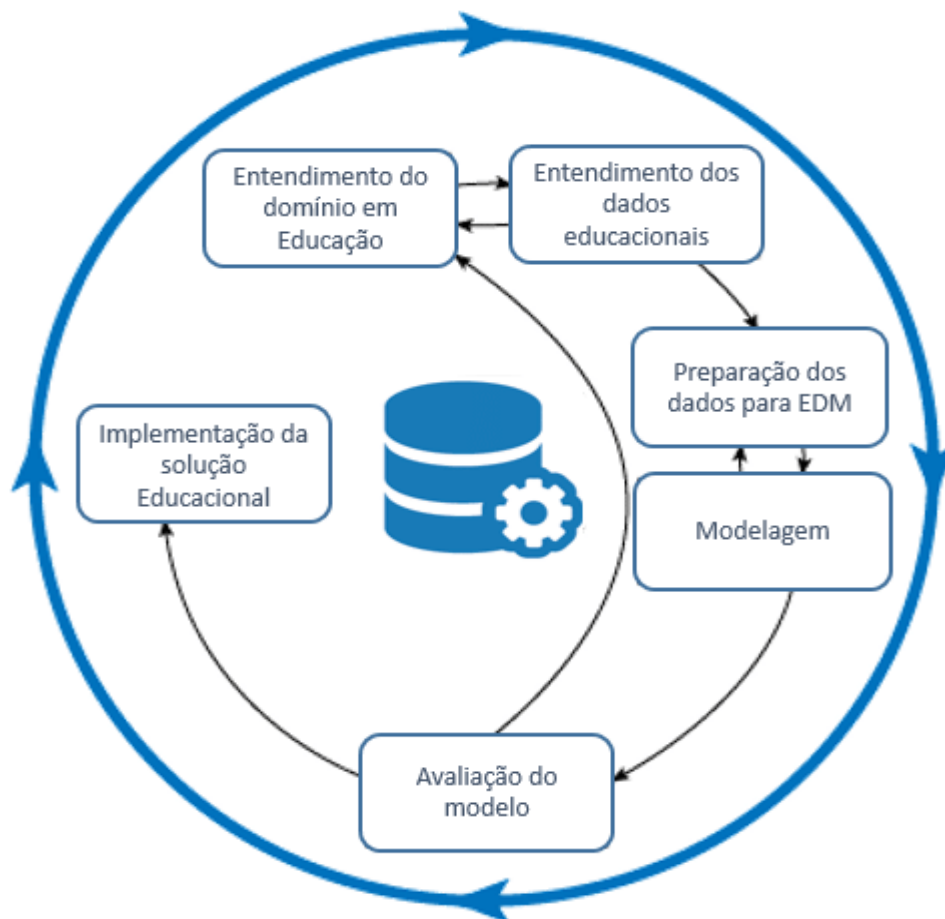 Entendimento do
domínio em
Educação
Entendimento dos
dados
educacionais
Preparação dos
dados para EDM
Modelagem
Avaliação do
modelo
Implementação da
solução
Educacional